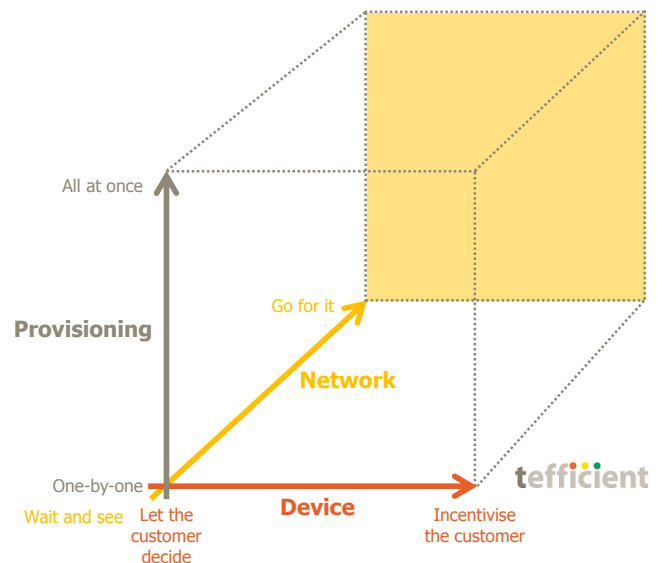 All at once
Go for it
Provisioning
Network
One-by-one
tefficient
Wait and see
Let the
customer
decide
Device
Incentivise
the customer